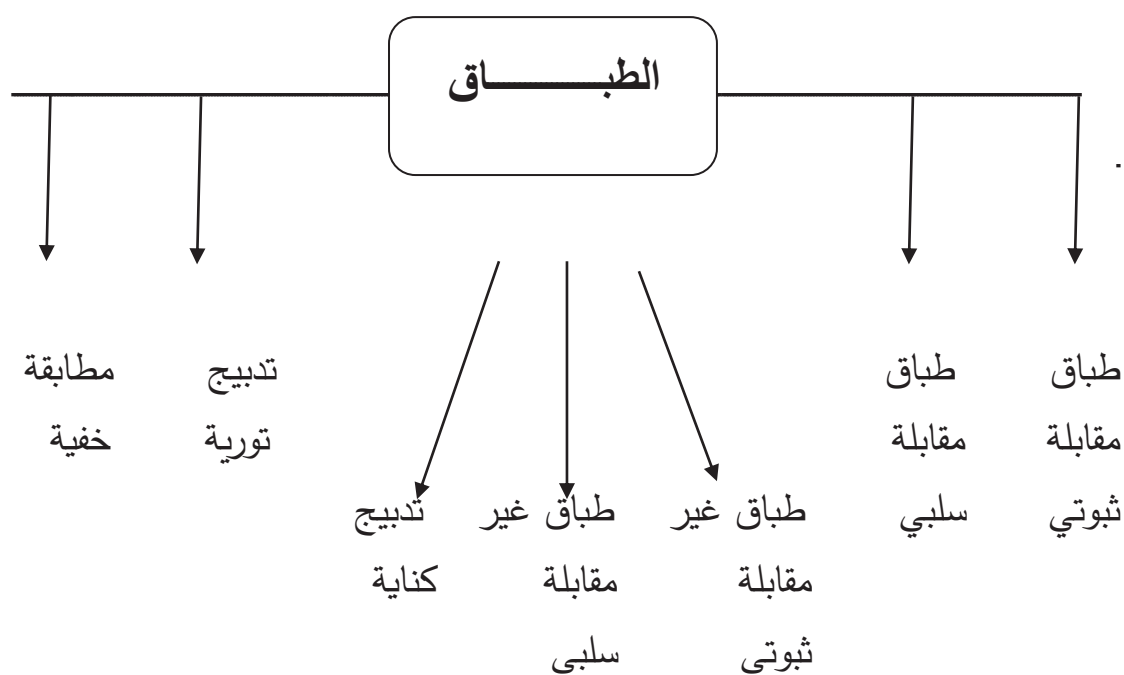 الطبـــــــــاق
.
طباق
مقابلة
ثبوتي
طباق
مقابلة
سلبي
طباق غير
مقابلة
ثبوتى
طباق غير
مقابلة
سلبى
تدبيج
كناية
تدبيج
تورية
مطابقة
خفية